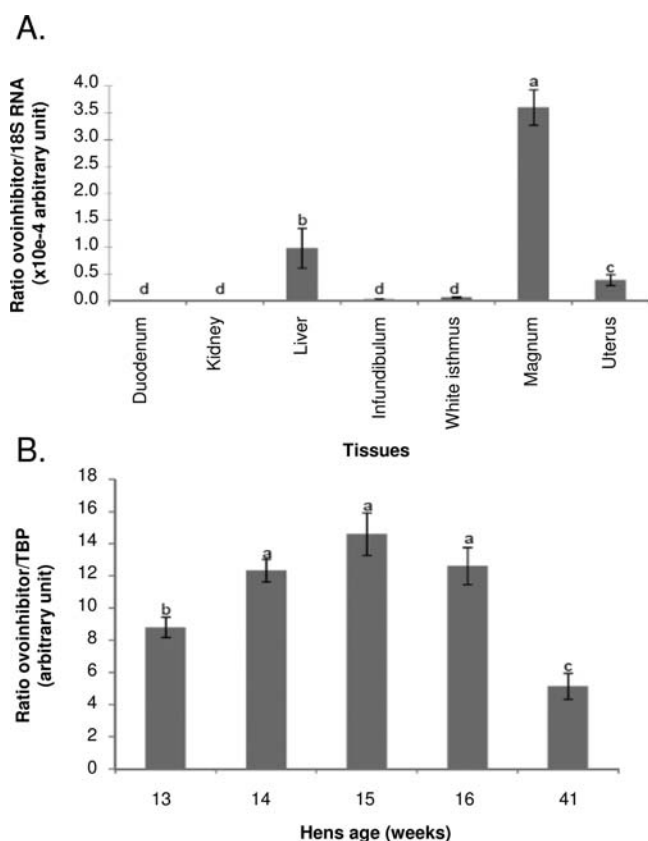 A.
Ratio ovoinhibitor/18S RNA
(x10e-4 arbitrary unit)
4.0
3.5
3.0
2.5
2.0
1.5
1.0
0.5
0.0
d
d
b
d
d
a
c
Duodenum
Kidney
Liver
Infundibulum
White isthmus
Magnum
Uterus
Tissues
B.
Ratio ovoinhibitor/TBP
(arbitrary unit)
18
16
14
12
10
8
6
4
2
0
b
a
a
a
c
13 14 15 16 41
Hens age (weeks)